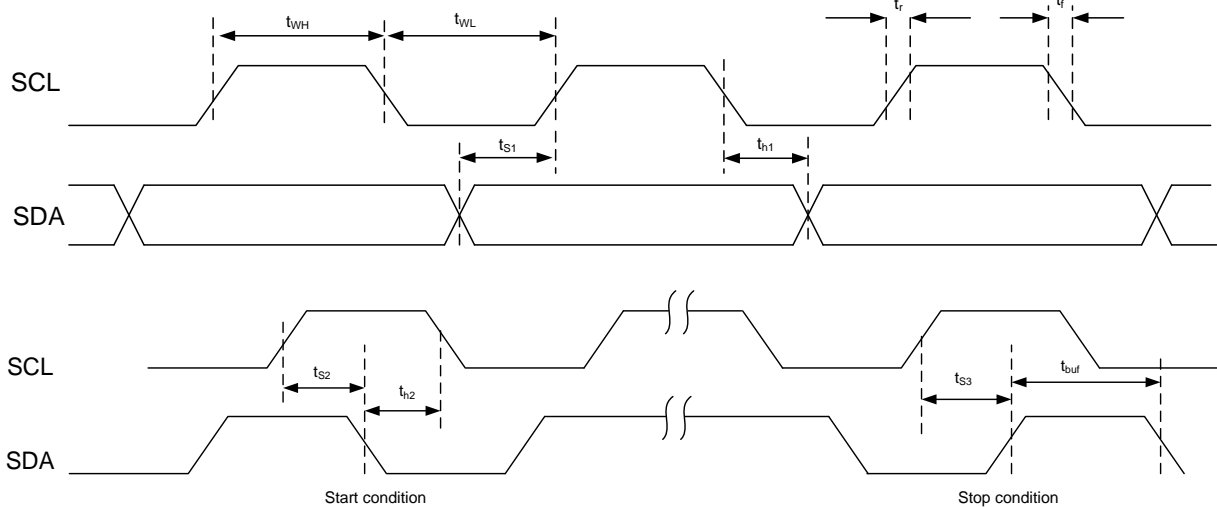 tWH
tWL
tr
tf
SCL
tS1
th1
SDA
SCL
tS2
th2
tS3
tbuf
SDA
Start condition
Stop condition